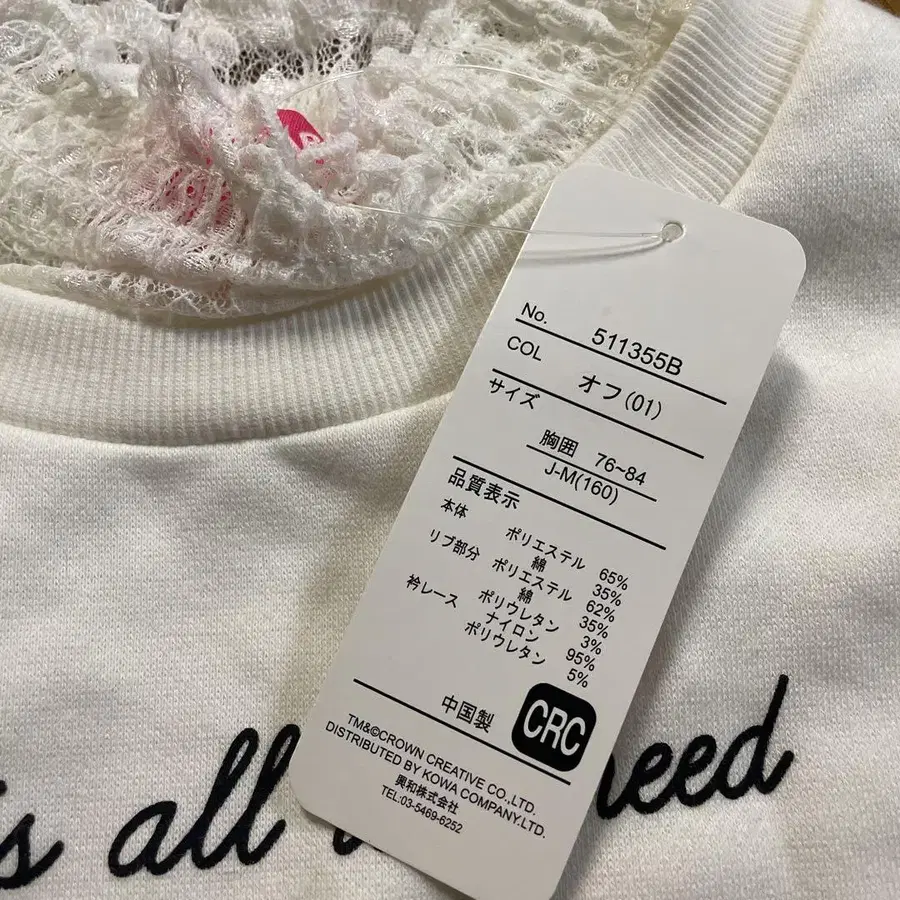 No. 511355B
COL オフ(01)
サイズ
胸囲 76~84
J-M(160)
品質表示
本体 ポリエステル 65%
綿 35%
リブ部分 ポリエステル 62%
綿 35%
ポリウレタン 3%
衿レース ナイロン 95%
ポリウレタン 5%
中国製 CRC
TM&©CROWN CREATIVE CO.,LTD.
DISTRIBUTED BY KOWA COMPANY.LTD.
興和株式会社
TEL:03-5469-6252
is all need